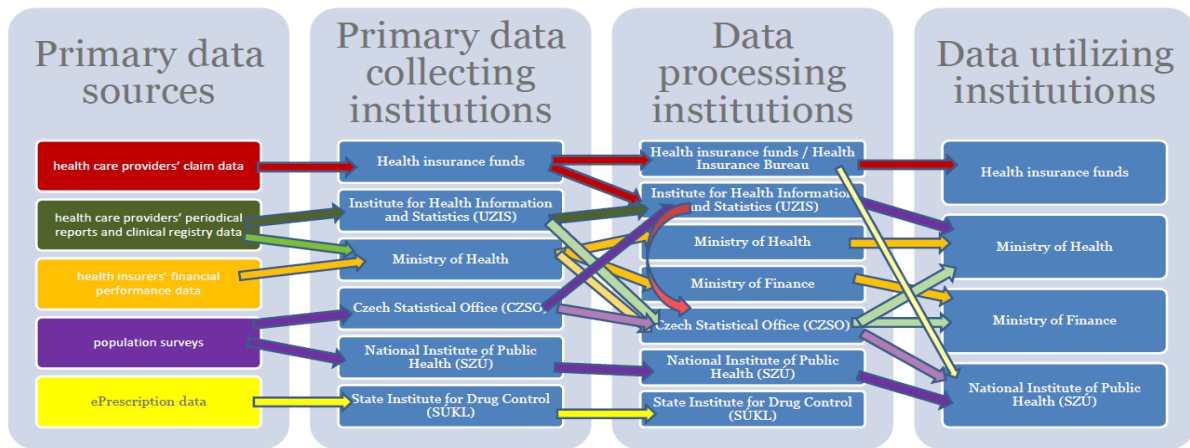 Primary data
sources
health care providers' claim data
health care providers' periodical
reports and clinical registry data
health insurers' financial
performance data
population surveys
ePrescription data
Primary data
collecting
institutions
Health insurance funds
Institute for Health Information
and Statistics (UZIS)
Ministry of Health
Czech Statistical Office (CZSO)
National Institute of Public
Health (SZÚ)
State Institute for Drug Control
(SÚKL)
Data
processing
institutions
Health insurance funds / Health
Insurance Bureau
Institute for Health Information
and Statistics (UZIS)
Ministry of Health
Ministry of Finance
Czech Statistical Office (CZSO)
National Institute of Public
Health (SZÚ)
State Institute for Drug Control
(SÚKL)
Data utilizing
institutions
Health insurance funds
Ministry of Health
Ministry of Finance
National Institute of Public
Health (SZÚ)